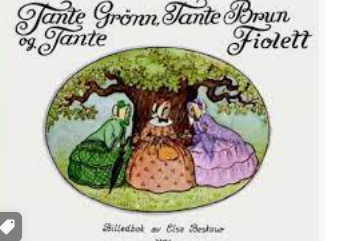 Tante Grönn, Tante Brun
og Tante Fiolett
Billedbok av Elsa Beskow